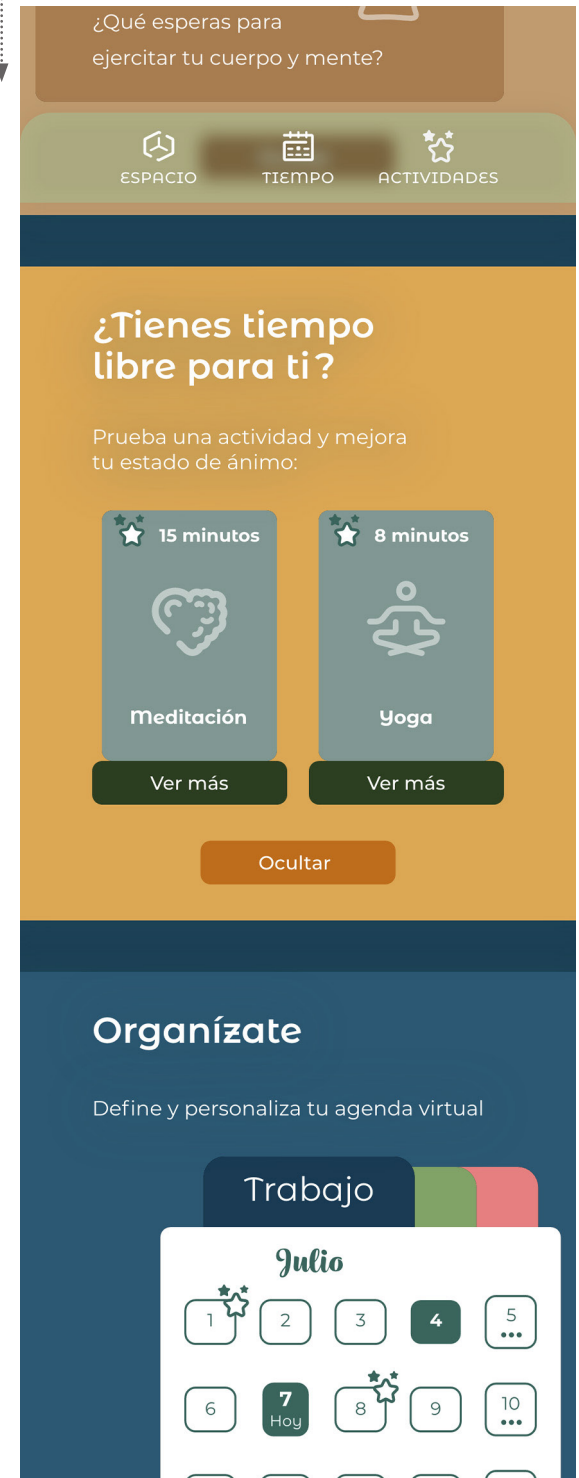 ¿Qué esperas para
ejercitar tu cuerpo y mente?
ESPACIO
TIEMPO
ACTIVIDADES
¿Tienes tiempo
libre para ti?
Prueba una actividad y mejora
tu estado de ánimo:
15 minutos
8 minutos
Meditación
Yoga
Ver más
Ver más
Ocultar
Organízate
Define y personaliza tu agenda virtual
Trabajo
Julio
1 2 3 4 5
6 7 8 9 10
Hoy